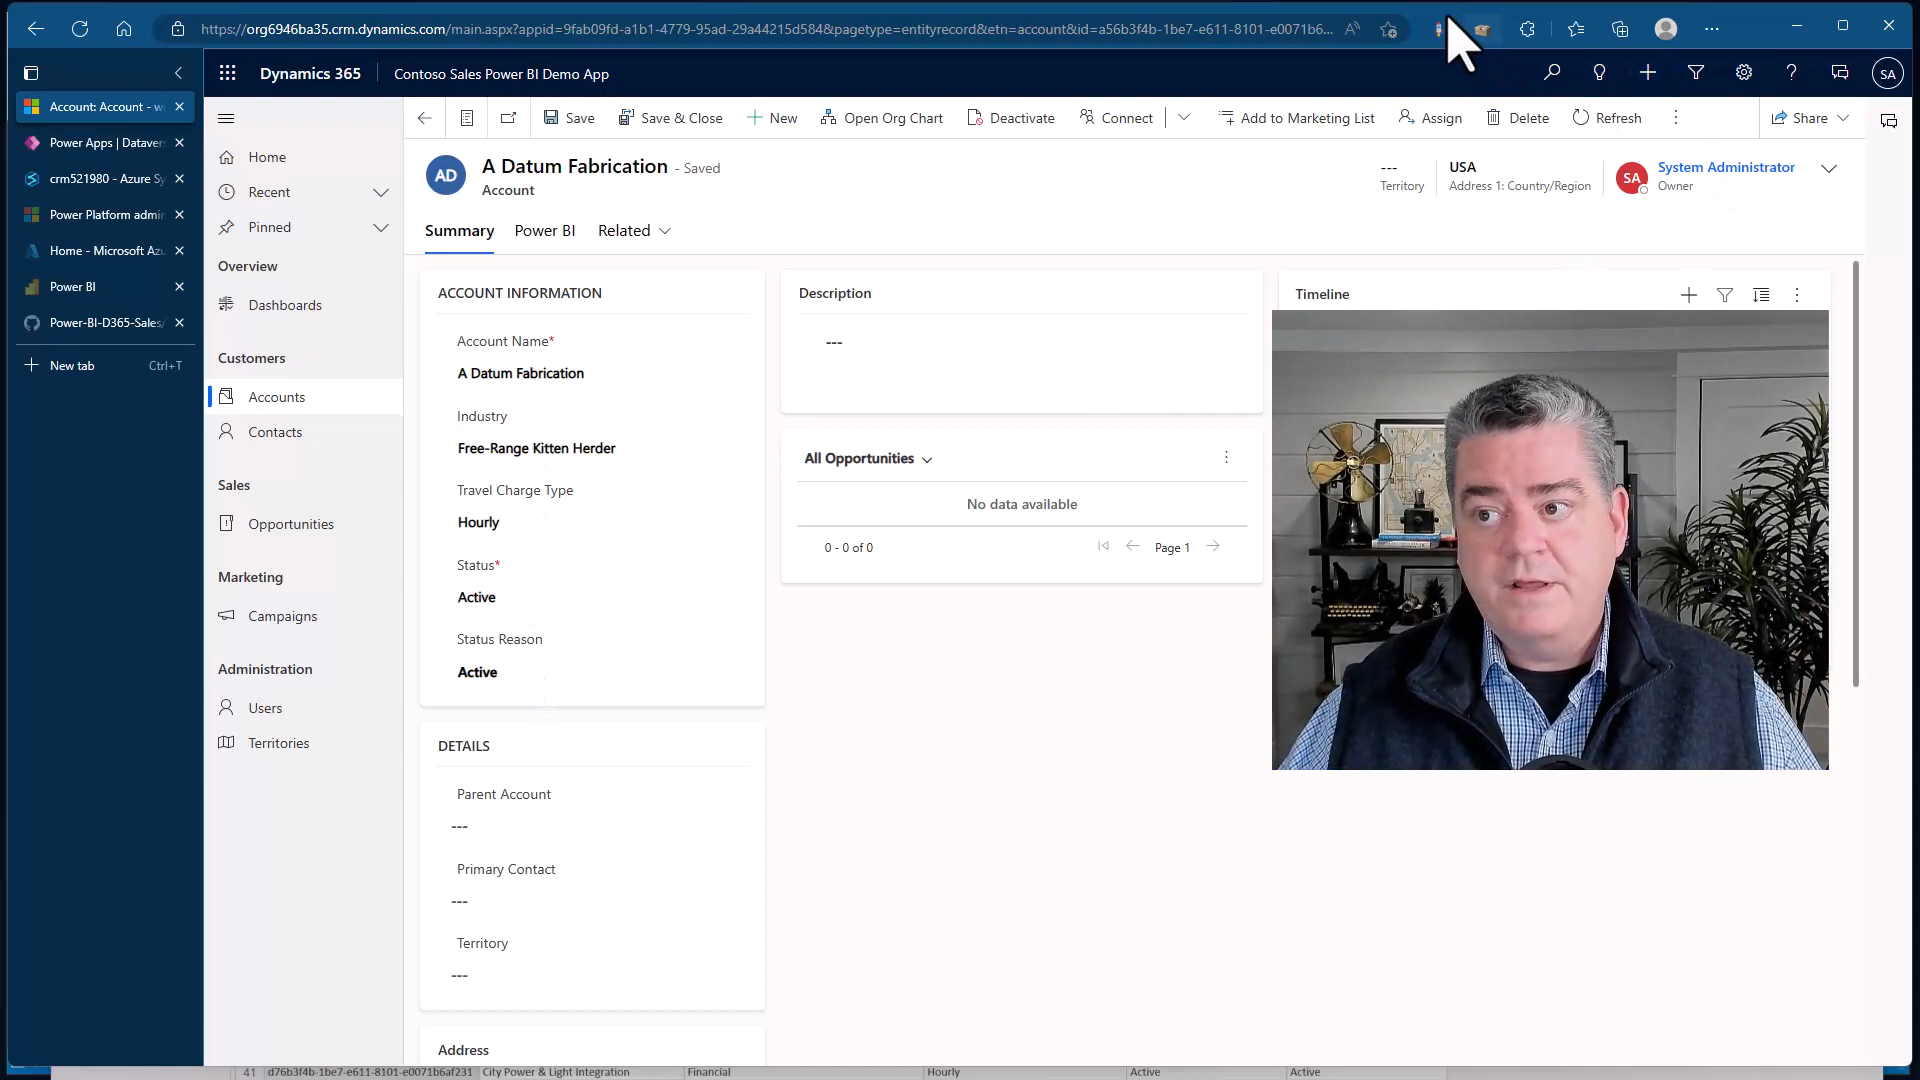 https://org6946ba35.crm.dynamics.com/main.aspx?appid=9fab09fd-a1b1-4779-95ad-29a44215d584&pagetype=entityrecord&etn=account&id=a56b3f4b-1be7-e611-8101-e0071b6...
Account: Account - w
Power Apps | Datavers
crm521980 - Azure Sy
Power Platform admi
Home - Microsoft Azu
Power BI
Power-BI-D365-Sales/
New tab Ctrl+T
Dynamics 365 Contoso Sales Power BI Demo App SA
Save Save & Close New Open Org Chart Deactivate Connect Add to Marketing List Assign Delete Refresh Share
Home
Recent
Pinned
Overview
Dashboards
Customers
Accounts
Contacts
Sales
Opportunities
Marketing
Campaigns
Administration
Users
Territories
AD
A Datum Fabrication - Saved
Account
---
Territory
USA
Address 1: Country/Region
SA
System Administrator
Owner
Summary Power BI Related
ACCOUNT INFORMATION
Account Name*
A Datum Fabrication
Industry
Free-Range Kitten Herder
Travel Charge Type
Hourly
Status*
Active
Status Reason
Active
DETAILS
Parent Account
---
Primary Contact
---
Territory
---
Address
Description
---
All Opportunities
No data available
0 - 0 of 0 Page 1
Timeline
41 d76b3f4b-1be7-e611-8101-e0071b6af231 City Power & Light Integration Financial Hourly Active Active